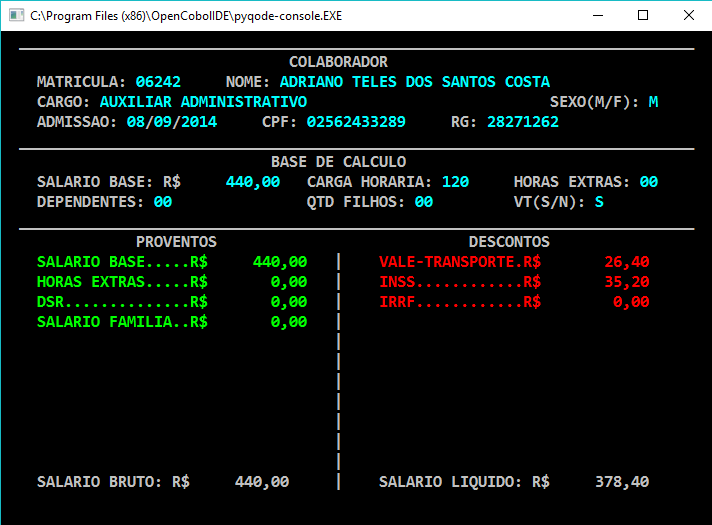 C:\Program Files (x86)\OpenCobolIDE\pyqode-console.EXE
COLABORADOR
MATRICULA: 06242 NOME: ADRIANO TELES DOS SANTOS COSTA
CARGO: AUXILIAR ADMINISTRATIVO SEXO(M/F): M
ADMISSAO: 08/09/2014 CPF: 02562433289 RG: 28271262
BASE DE CALCULO
SALARIO BASE: R$ 440,00 CARGA HORARIA: 120 HORAS EXTRAS: 00
DEPENDENTES: 00 QTD FILHOS: 00 VT(S/N): S
PROVENTOS DESCONTOS
SALARIO BASE.....R$ 440,00 | VALE-TRANSPORTE.R$ 26,40
HORAS EXTRAS.....R$ 0,00 | INSS............R$ 35,20
DSR..............R$ 0,00 | IRRF............R$ 0,00
SALARIO FAMILIA..R$ 0,00 |
|
|
|
|
|
|
|
SALARIO BRUTO: R$ 440,00 | SALARIO LIQUIDO: R$ 378,40